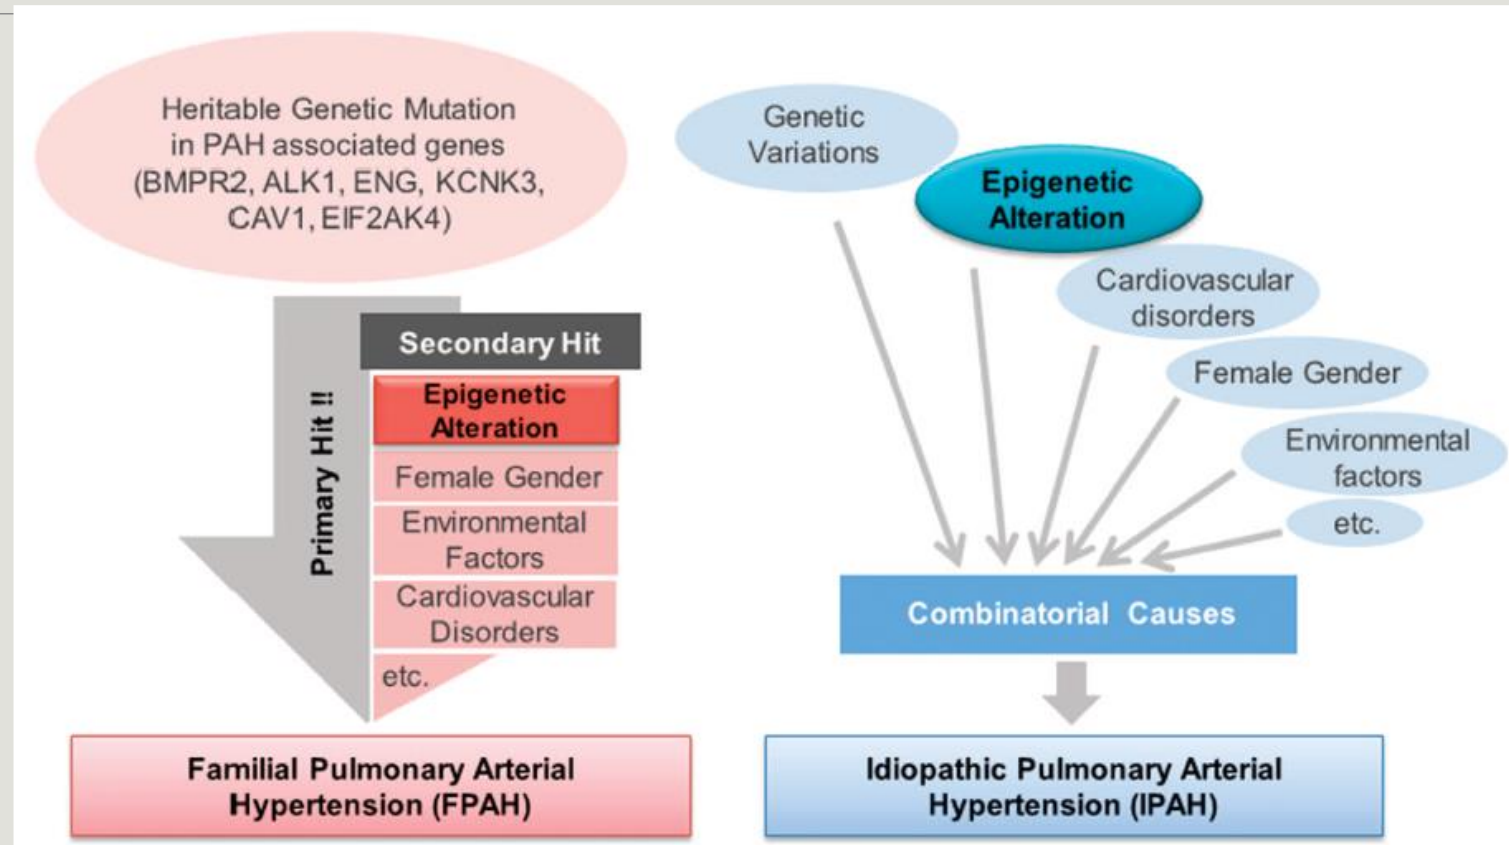 Heritable Genetic Mutation
in PAH associated genes
(BMPR2, ALK1, ENG, KCNK3,
CAV1, EIF2AK4)
Primary Hit !!
Secondary Hit
Epigenetic
Alteration
Female Gender
Environmental
Factors
Cardiovascular
Disorders
etc.
Familial Pulmonary Arterial
Hypertension (FPAH)
Genetic
Variations
Epigenetic
Alteration
Cardiovascular
disorders
Female Gender
Environmental
factors
etc.
Combinatorial Causes
Idiopathic Pulmonary Arterial
Hypertension (IPAH)